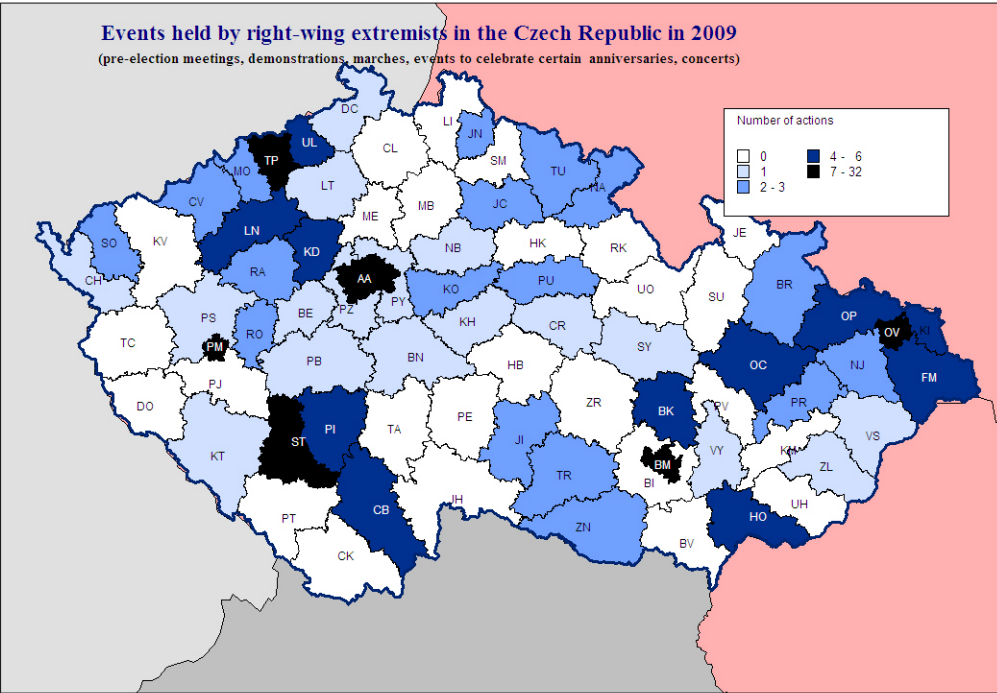 Events held by right-wing extremists in the Czech Republic in 2009
(pre-election meetings, demonstrations, marches, events to celebrate certain anniversaries, concerts)
Number of actions
0 4 - 6
1 7 - 32
2 - 3
DC
LI
JN
UL
TP
CL
SM
MO
TU
NA
LT
CV
MB
JC
ME
LN
JE
SO
KV
KD
NB
HK
RK
CH
RA
AA
KO
PU
UO
SU
BR
PY
PZ
BE
PS
KH
CR
OP
OV
KI
RO
TC
PM
SY
PB
BN
HB
OC
NJ
FM
PJ
DO
ZR
BK
PV
PR
PE
ST
PI
TA
JI
VS
KT
KM
VY
ZL
BM
TR
BI
JH
UH
CB
PT
ZN
HO
BV
CK